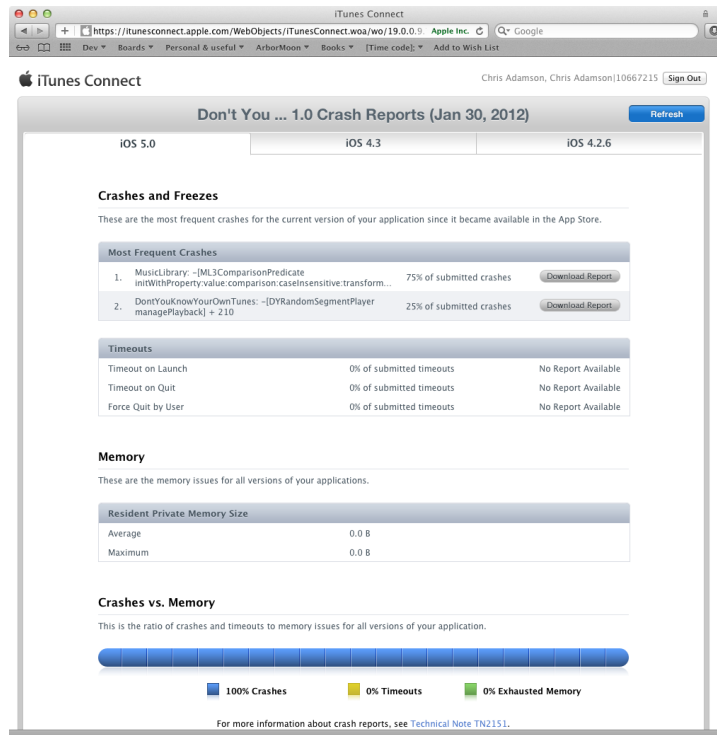 iTunes Connect
https://itunesconnect.apple.com/WebObjects/iTunesConnect.woa/wo/19.0.0.9. Apple Inc. Google
Dev Boards Personal & useful ArborMoon Books [Time code]; Add to Wish List
iTunes Connect
Chris Adamson, Chris Adamson|10667215 Sign Out
Don't You ... 1.0 Crash Reports (Jan 30, 2012) Refresh
iOS 5.0 iOS 4.3 iOS 4.2.6
Crashes and Freezes
These are the most frequent crashes for the current version of your application since it became available in the App Store.
Most Frequent Crashes
1. MusicLibrary: -[ML3ComparisonPredicate
initWithProperty:value:comparison:caseInsensitive:transform... 75% of submitted crashes Download Report
2. DontYouKnowYourOwnTunes: -[DYRandomSegmentPlayer
managePlayback] + 210 25% of submitted crashes Download Report
Timeouts
Timeout on Launch 0% of submitted timeouts No Report Available
Timeout on Quit 0% of submitted timeouts No Report Available
Force Quit by User 0% of submitted timeouts No Report Available
Memory
These are the memory issues for all versions of your applications.
Resident Private Memory Size
Average 0.0 B
Maximum 0.0 B
Crashes vs. Memory
This is the ratio of crashes and timeouts to memory issues for all versions of your application.
100% Crashes 0% Timeouts 0% Exhausted Memory
For more information about crash reports, see Technical Note TN2151.